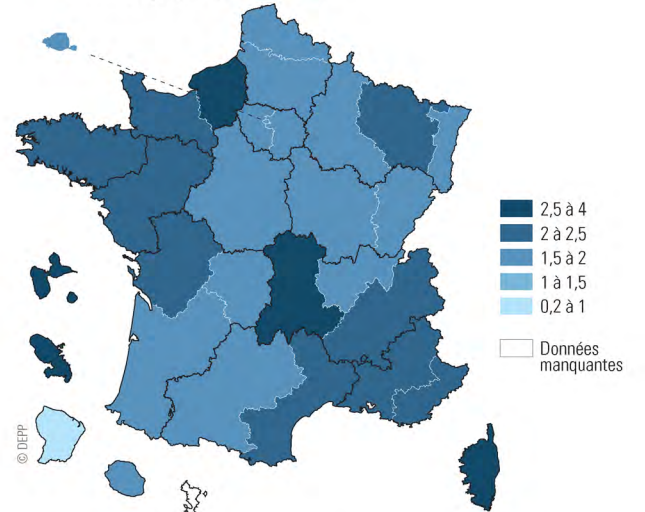 2,5 à 4
2 à 2,5
1,5 à 2
1 à 1,5
0,2 à 1
Données
manquantes
© DEPP